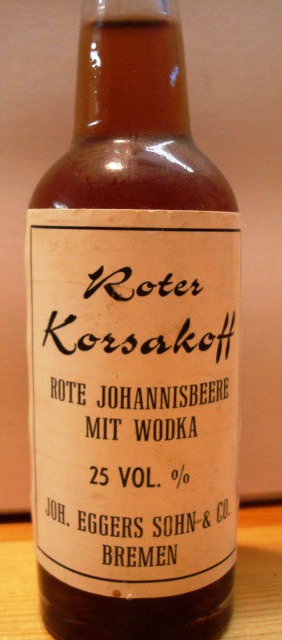 Roter
Korsakoff
ROTE JOHANNISBEERE
MIT WODKA
25 VOL. %
JOH. EGGERS SOHN & CO.
BREMEN